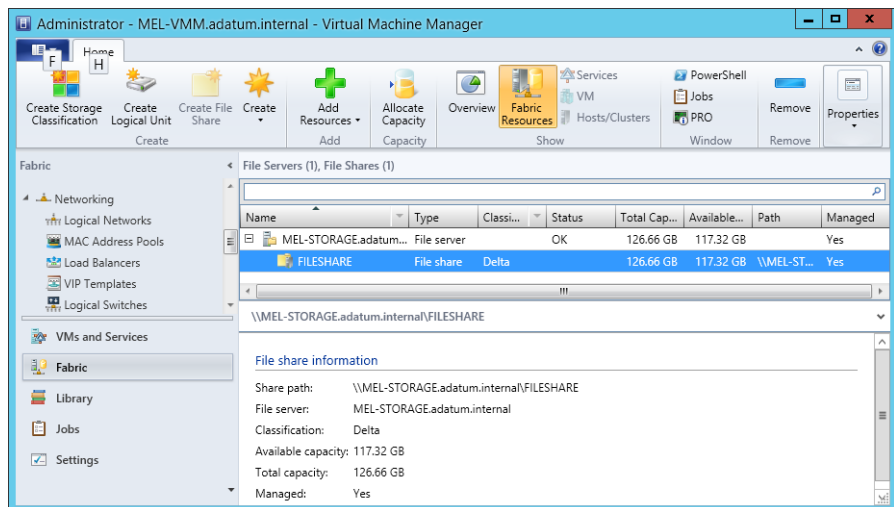 Administrator - MEL-VMM.adatum.internal - Virtual Machine Manager
F
Home
H
Create Storage Classification
Create Logical Unit
Create File Share
Create
Add Resources
Allocate Capacity
Overview
Fabric Resources
Services
VM
Hosts/Clusters
PowerShell
Jobs
PRO
Remove
Properties
Create
Add
Capacity
Show
Window
Remove
Fabric
Networking
Logical Networks
MAC Address Pools
Load Balancers
VIP Templates
Logical Switches
VMs and Services
Fabric
Library
Jobs
Settings
File Servers (1), File Shares (1)
Name Type Classi... Status Total Cap... Available... Path Managed
MEL-STORAGE.adatum... File server OK 126.66 GB 117.32 GB Yes
FILESHARE File share Delta 126.66 GB 117.32 GB \\MEL-ST... Yes
\\MEL-STORAGE.adatum.internal\FILESHARE
File share information
Share path: \\MEL-STORAGE.adatum.internal\FILESHARE
File server: MEL-STORAGE.adatum.internal
Classification: Delta
Available capacity: 117.32 GB
Total capacity: 126.66 GB
Managed: Yes